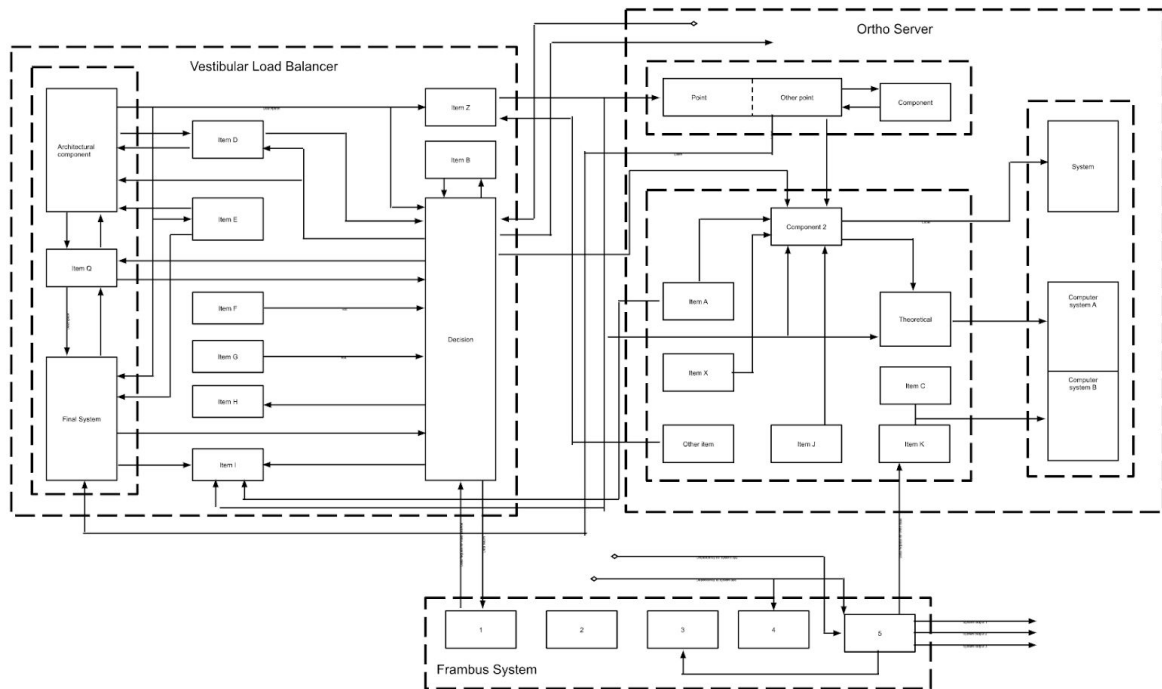 Ortho Server
Vestibular Load Balancer
Architectural
component
Item Z
Point
Other point
Component
Item D
Item B
System
Item E
Component 2
Item Q
Item A
Item F
Theoretical
Computer
system A
Decision
Item G
Item X
Computer
system B
Item C
Item H
Final System
Other item
Item J
Item K
Item I
1
2
3
4
5
Frambus System